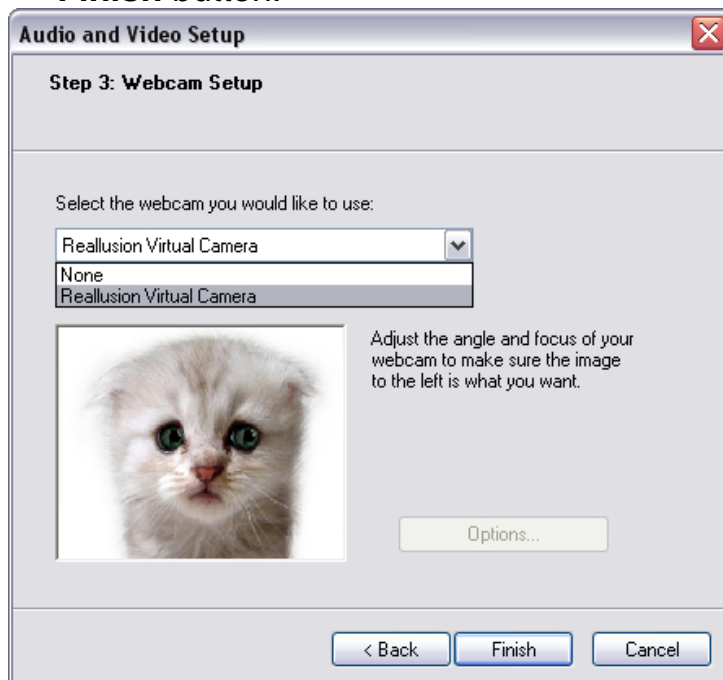 Finish button.
Audio and Video Setup
Step 3: Webcam Setup
Select the webcam you would like to use:
Reallusion Virtual Camera
None
Reallusion Virtual Camera
Adjust the angle and focus of your
webcam to make sure the image
to the left is what you want.
Options...
< Back
Finish
Cancel